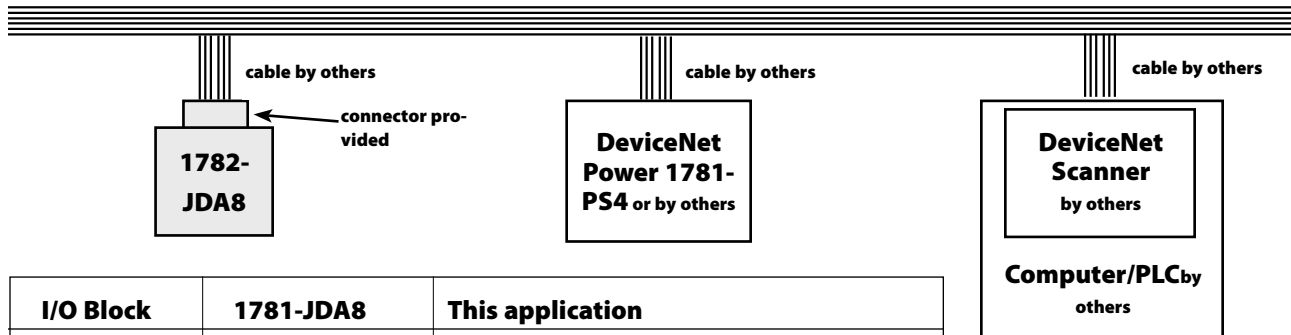 cable by others
cable by others
cable by others
connector pro-
vided
1782-
JDA8
DeviceNet
Power 1781-
PS4 or by others
DeviceNet
Scanner
by others
Computer/PLCby
others
I/O Block 1781-JDA8 This application